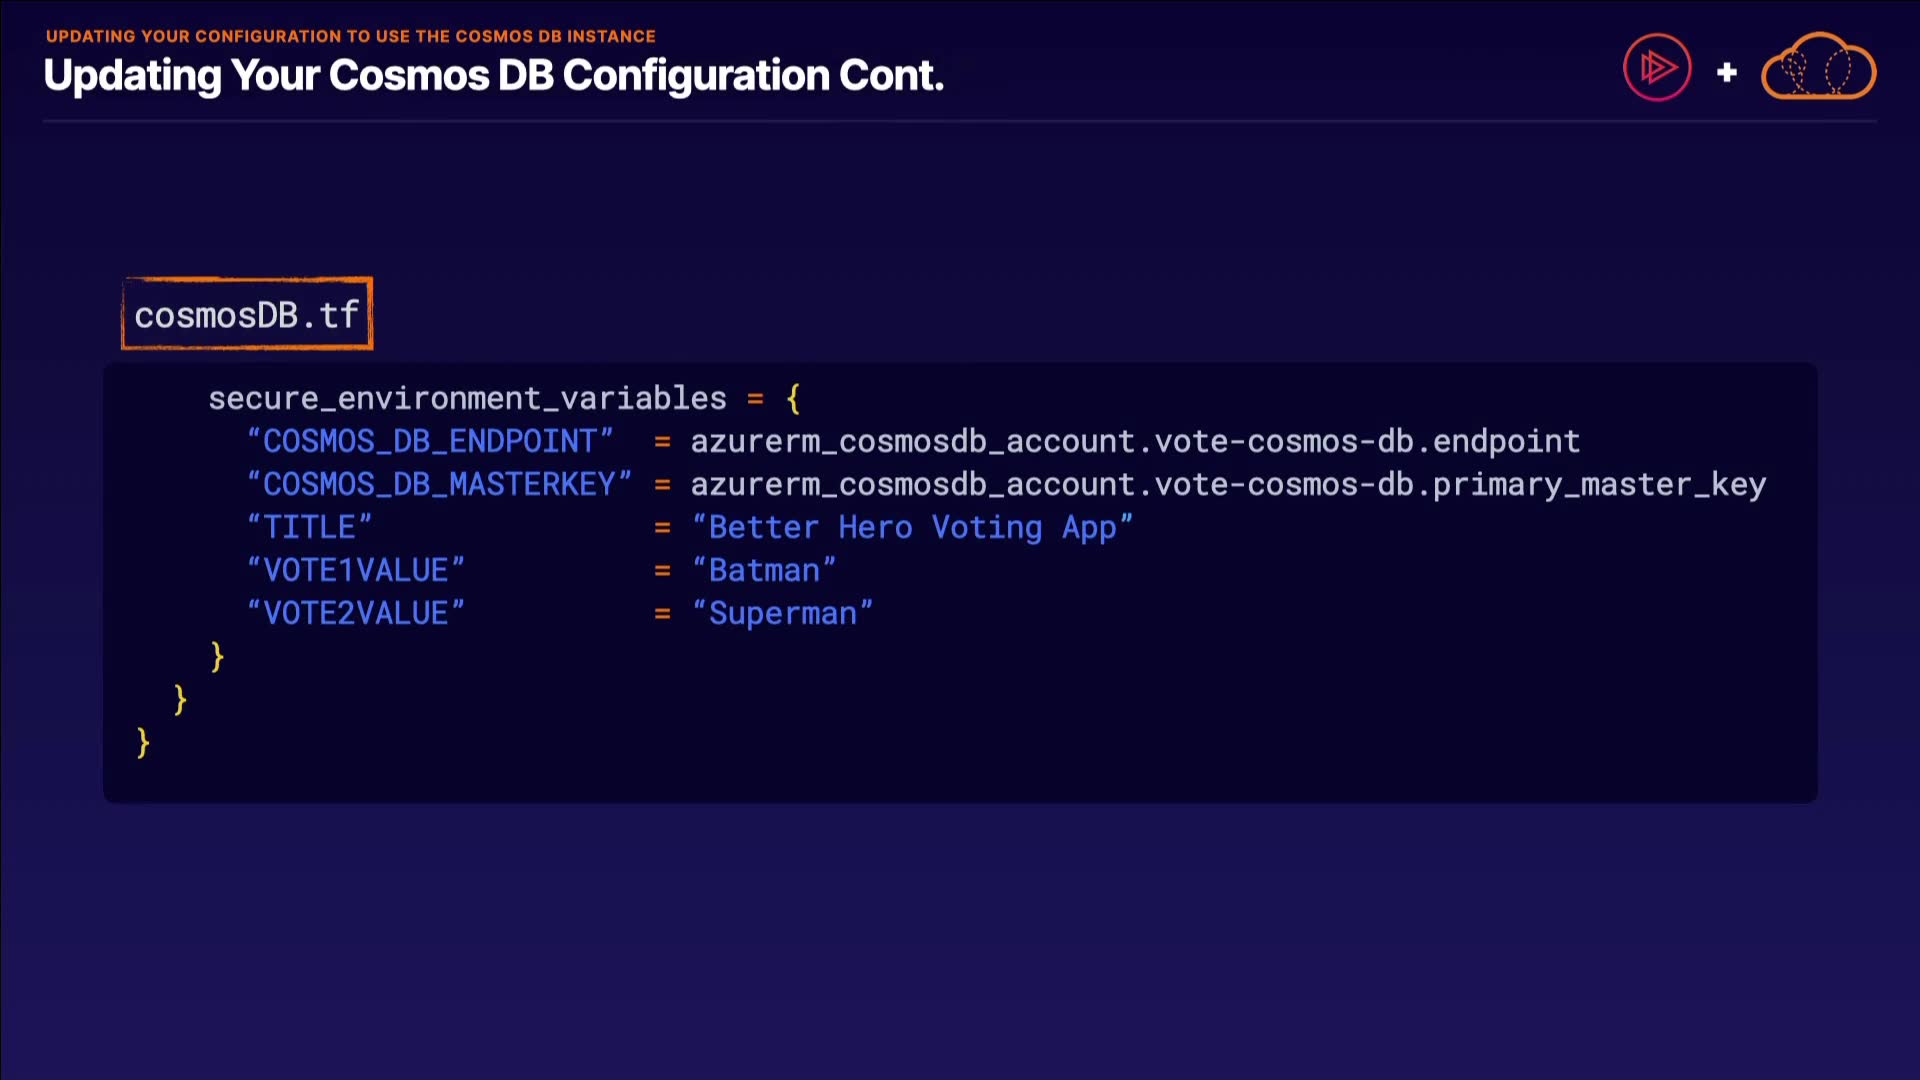 UPDATING YOUR CONFIGURATION TO USE THE COSMOS DB INSTANCE
Updating Your Cosmos DB Configuration Cont.
cosmosDB.tf
secure_environment_variables = {
“COSMOS_DB_ENDPOINT” = azurerm_cosmosdb_account.vote-cosmos-db.endpoint
“COSMOS_DB_MASTERKEY” = azurerm_cosmosdb_account.vote-cosmos-db.primary_master_key
“TITLE” = “Better Hero Voting App”
“VOTE1VALUE” = “Batman”
“VOTE2VALUE” = “Superman”
}
}
}